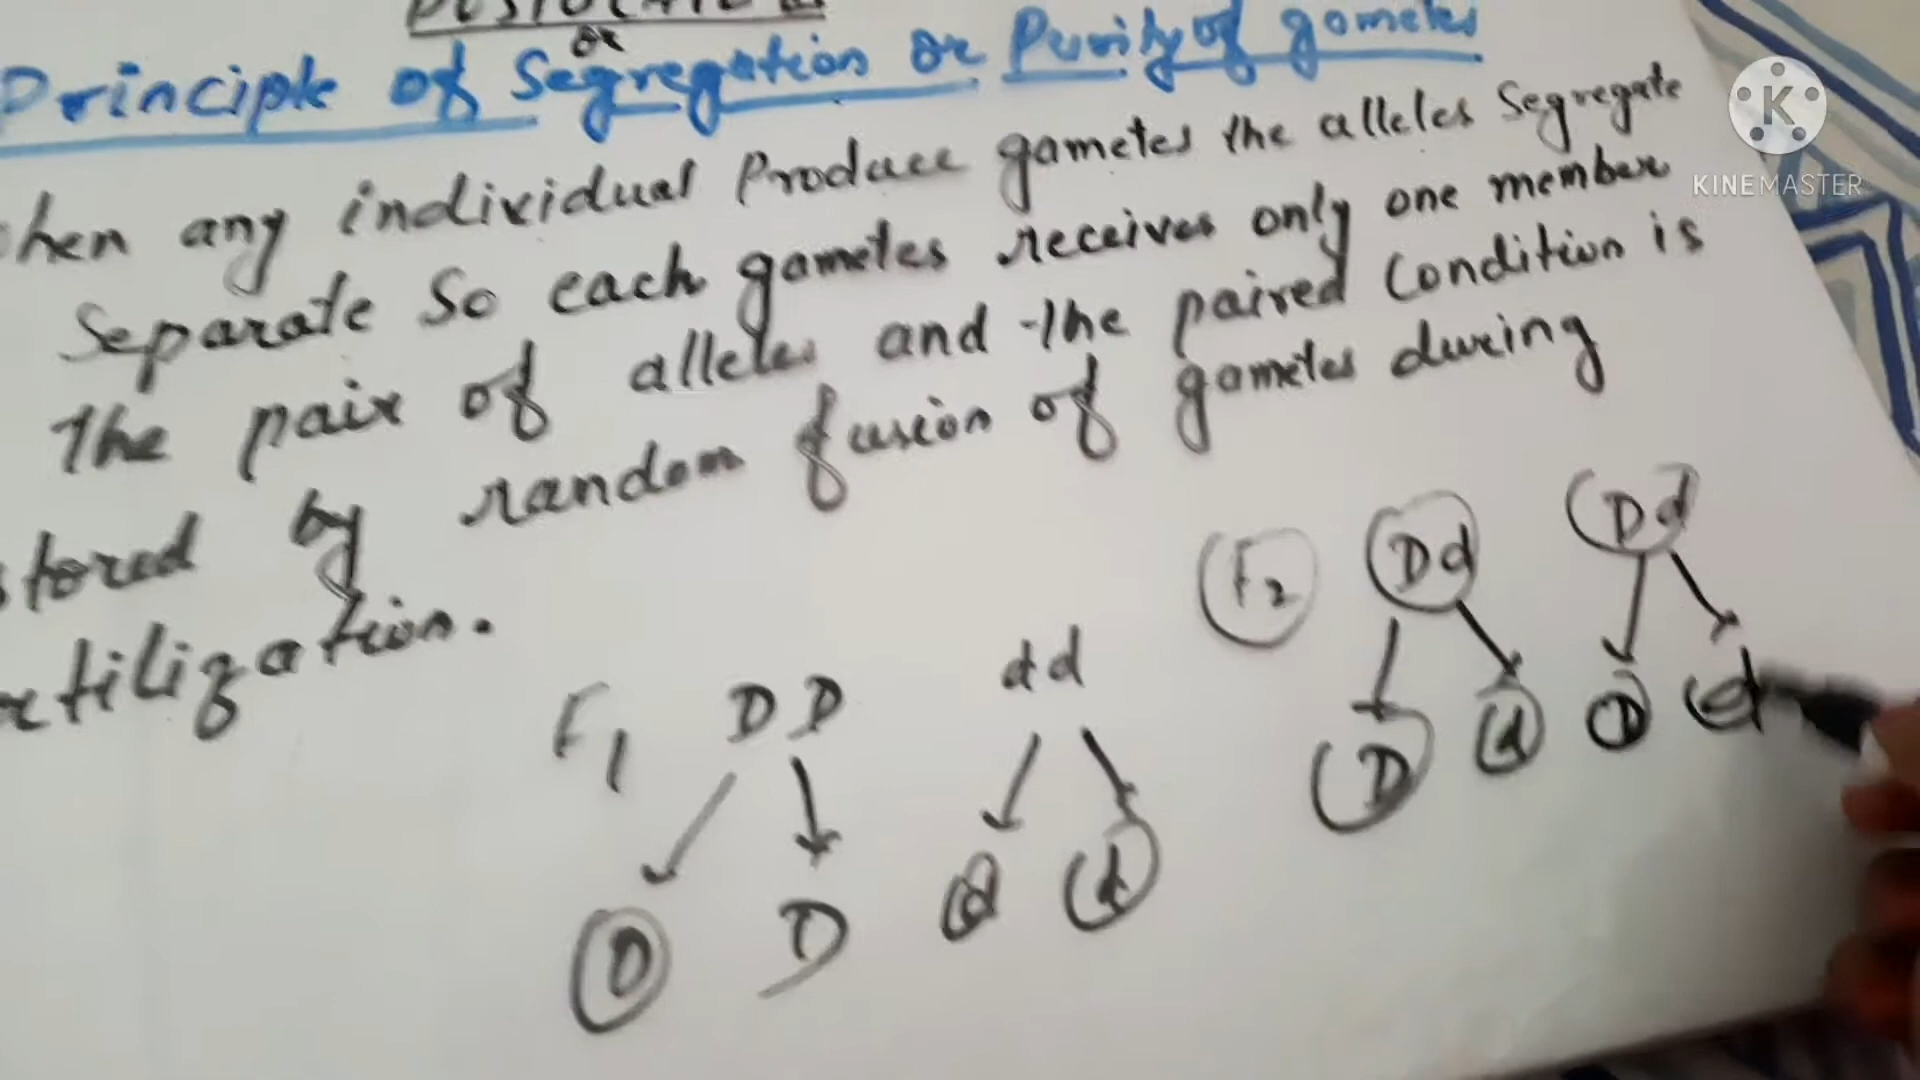 or
Principle of Segregation or Purity of gametes
hen any individual Produce gametes the alleles Segregate
Separate So each gametes receives only one member
The pair of alleles and the paired Condition is
stored by random fusion of gametes during
rtilization.
F1 DD dd
D D d d
F2 Dd Dd
D d D d
K
KINEMASTER